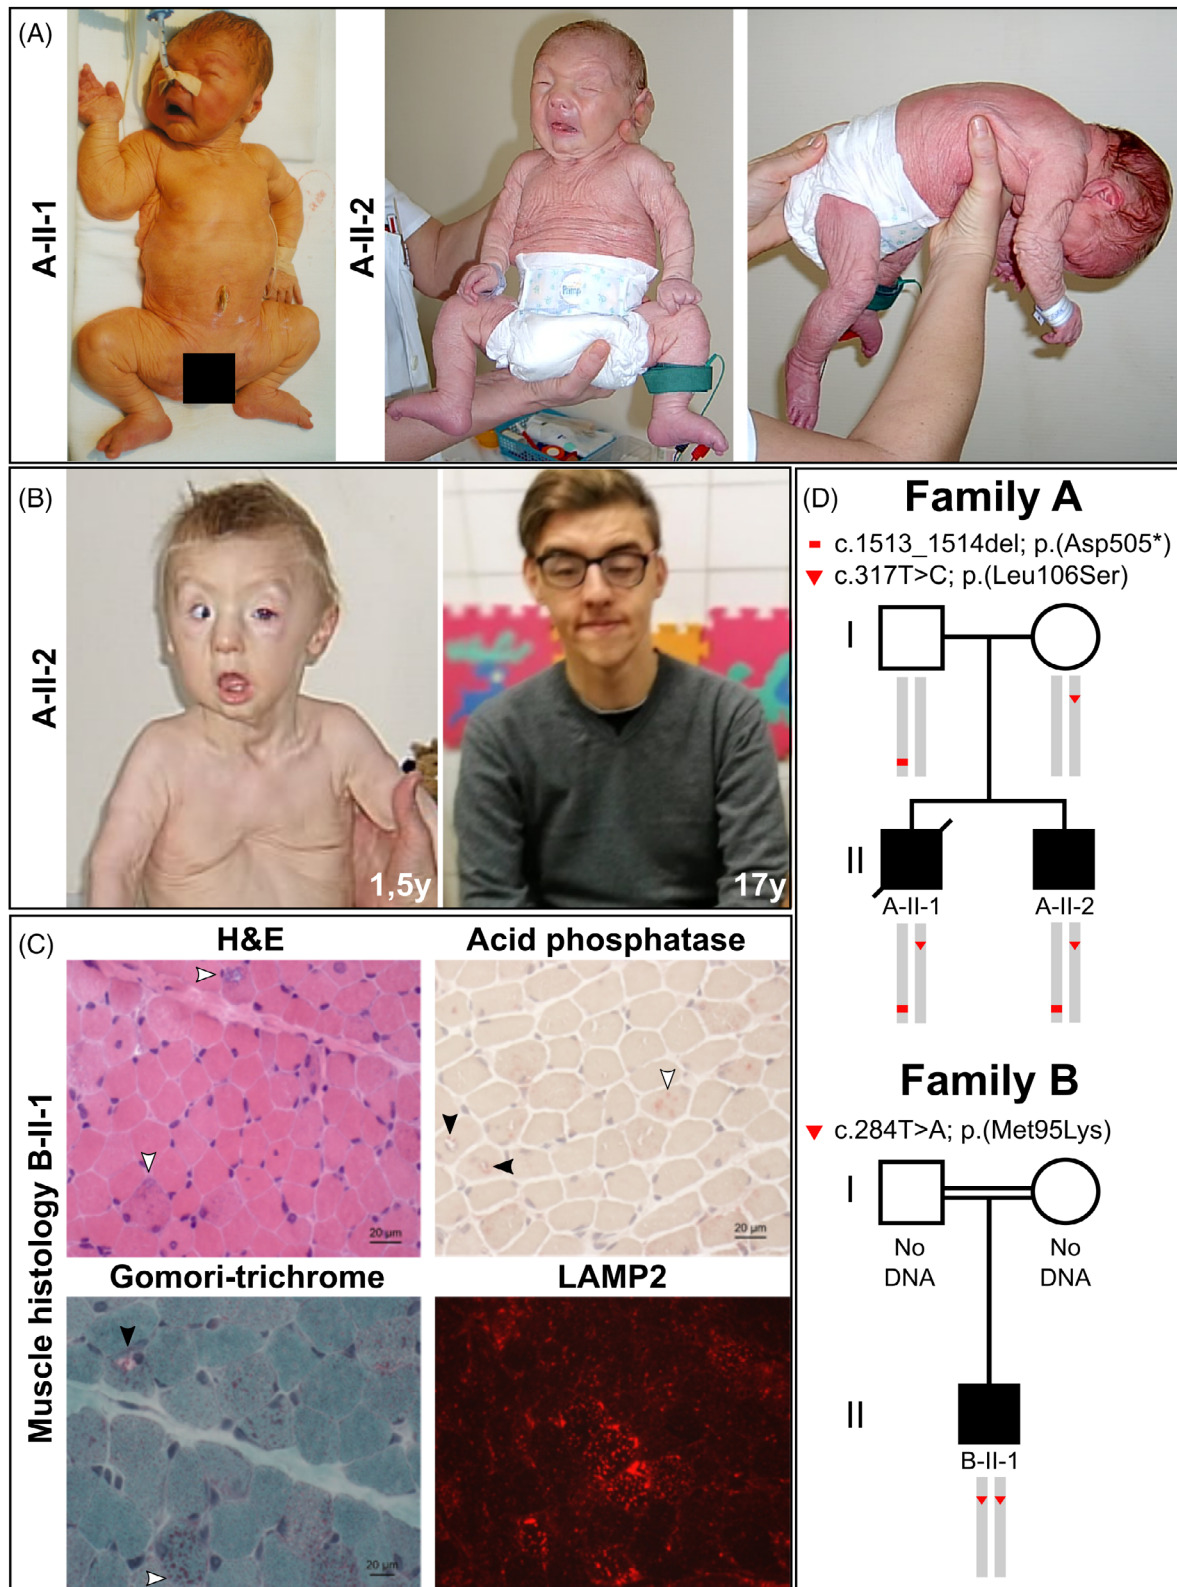 (A)
A-II-1
A-II-2
Pamp
(B)
A-II-2
1,5y
17y
(C)
Muscle histology B-II-1
H&E
Acid phosphatase
20 µm
20 µm
Gomori-trichrome
LAMP2
20 µm
(D)
Family A
c.1513_1514del; p.(Asp505*)
c.317T>C; p.(Leu106Ser)
I
II
A-II-1
A-II-2
Family B
c.284T>A; p.(Met95Lys)
I
No
DNA
No
DNA
II
B-II-1